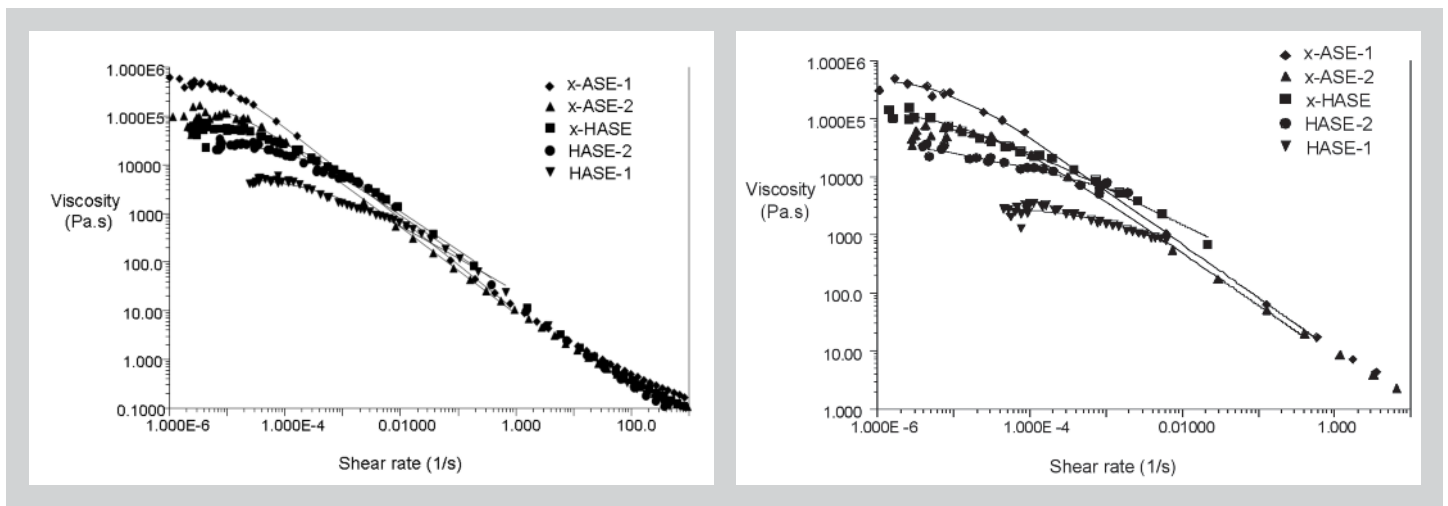 1.000E6
1.000E5
10000
1000
100.0
10.00
1.000
0.1000
Viscosity
(Pa.s)
1.000E-6
1.000E-4
0.01000
1.000
100.0
Shear rate (1/s)
x-ASE-1
x-ASE-2
x-HASE
HASE-2
HASE-1
1.000E6
1.000E5
10000
1000
100.0
10.00
1.000
Viscosity
(Pa.s)
1.000E -6
1.000E -4
0.01000
1.000
Shear rate (1/s)
x-ASE-1
x-ASE-2
x-HASE
HASE-2
HASE-1